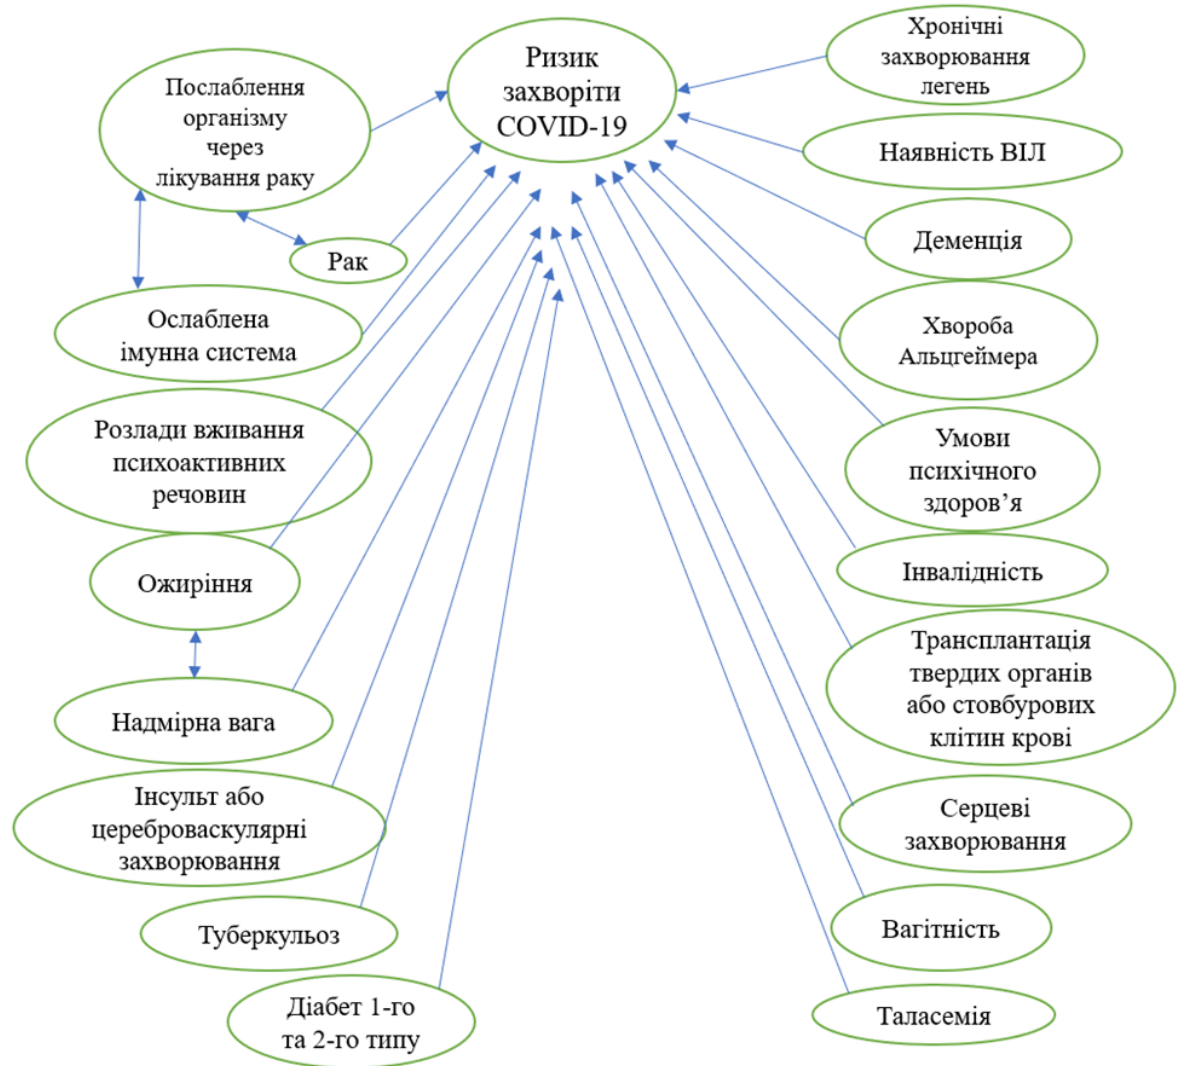 Ризик
захворіти
COVID-19
Послаблення
організму
через
лікування раку
Рак
Ослаблена
імунна система
Розлади вживання
психоактивних
речовин
Ожиріння
Надмірна вага
Інсульт або
цереброваскулярні
захворювання
Туберкульоз
Діабет 1-го
та 2-го типу
Хронічні
захворювання
легень
Наявність ВІЛ
Деменція
Хвороба
Альцгеймера
Умови
психічного
здоров’я
Інвалідність
Трансплантація
твердих органів
або стовбурових
клітин крові
Серцеві
захворювання
Вагітність
Таласемія